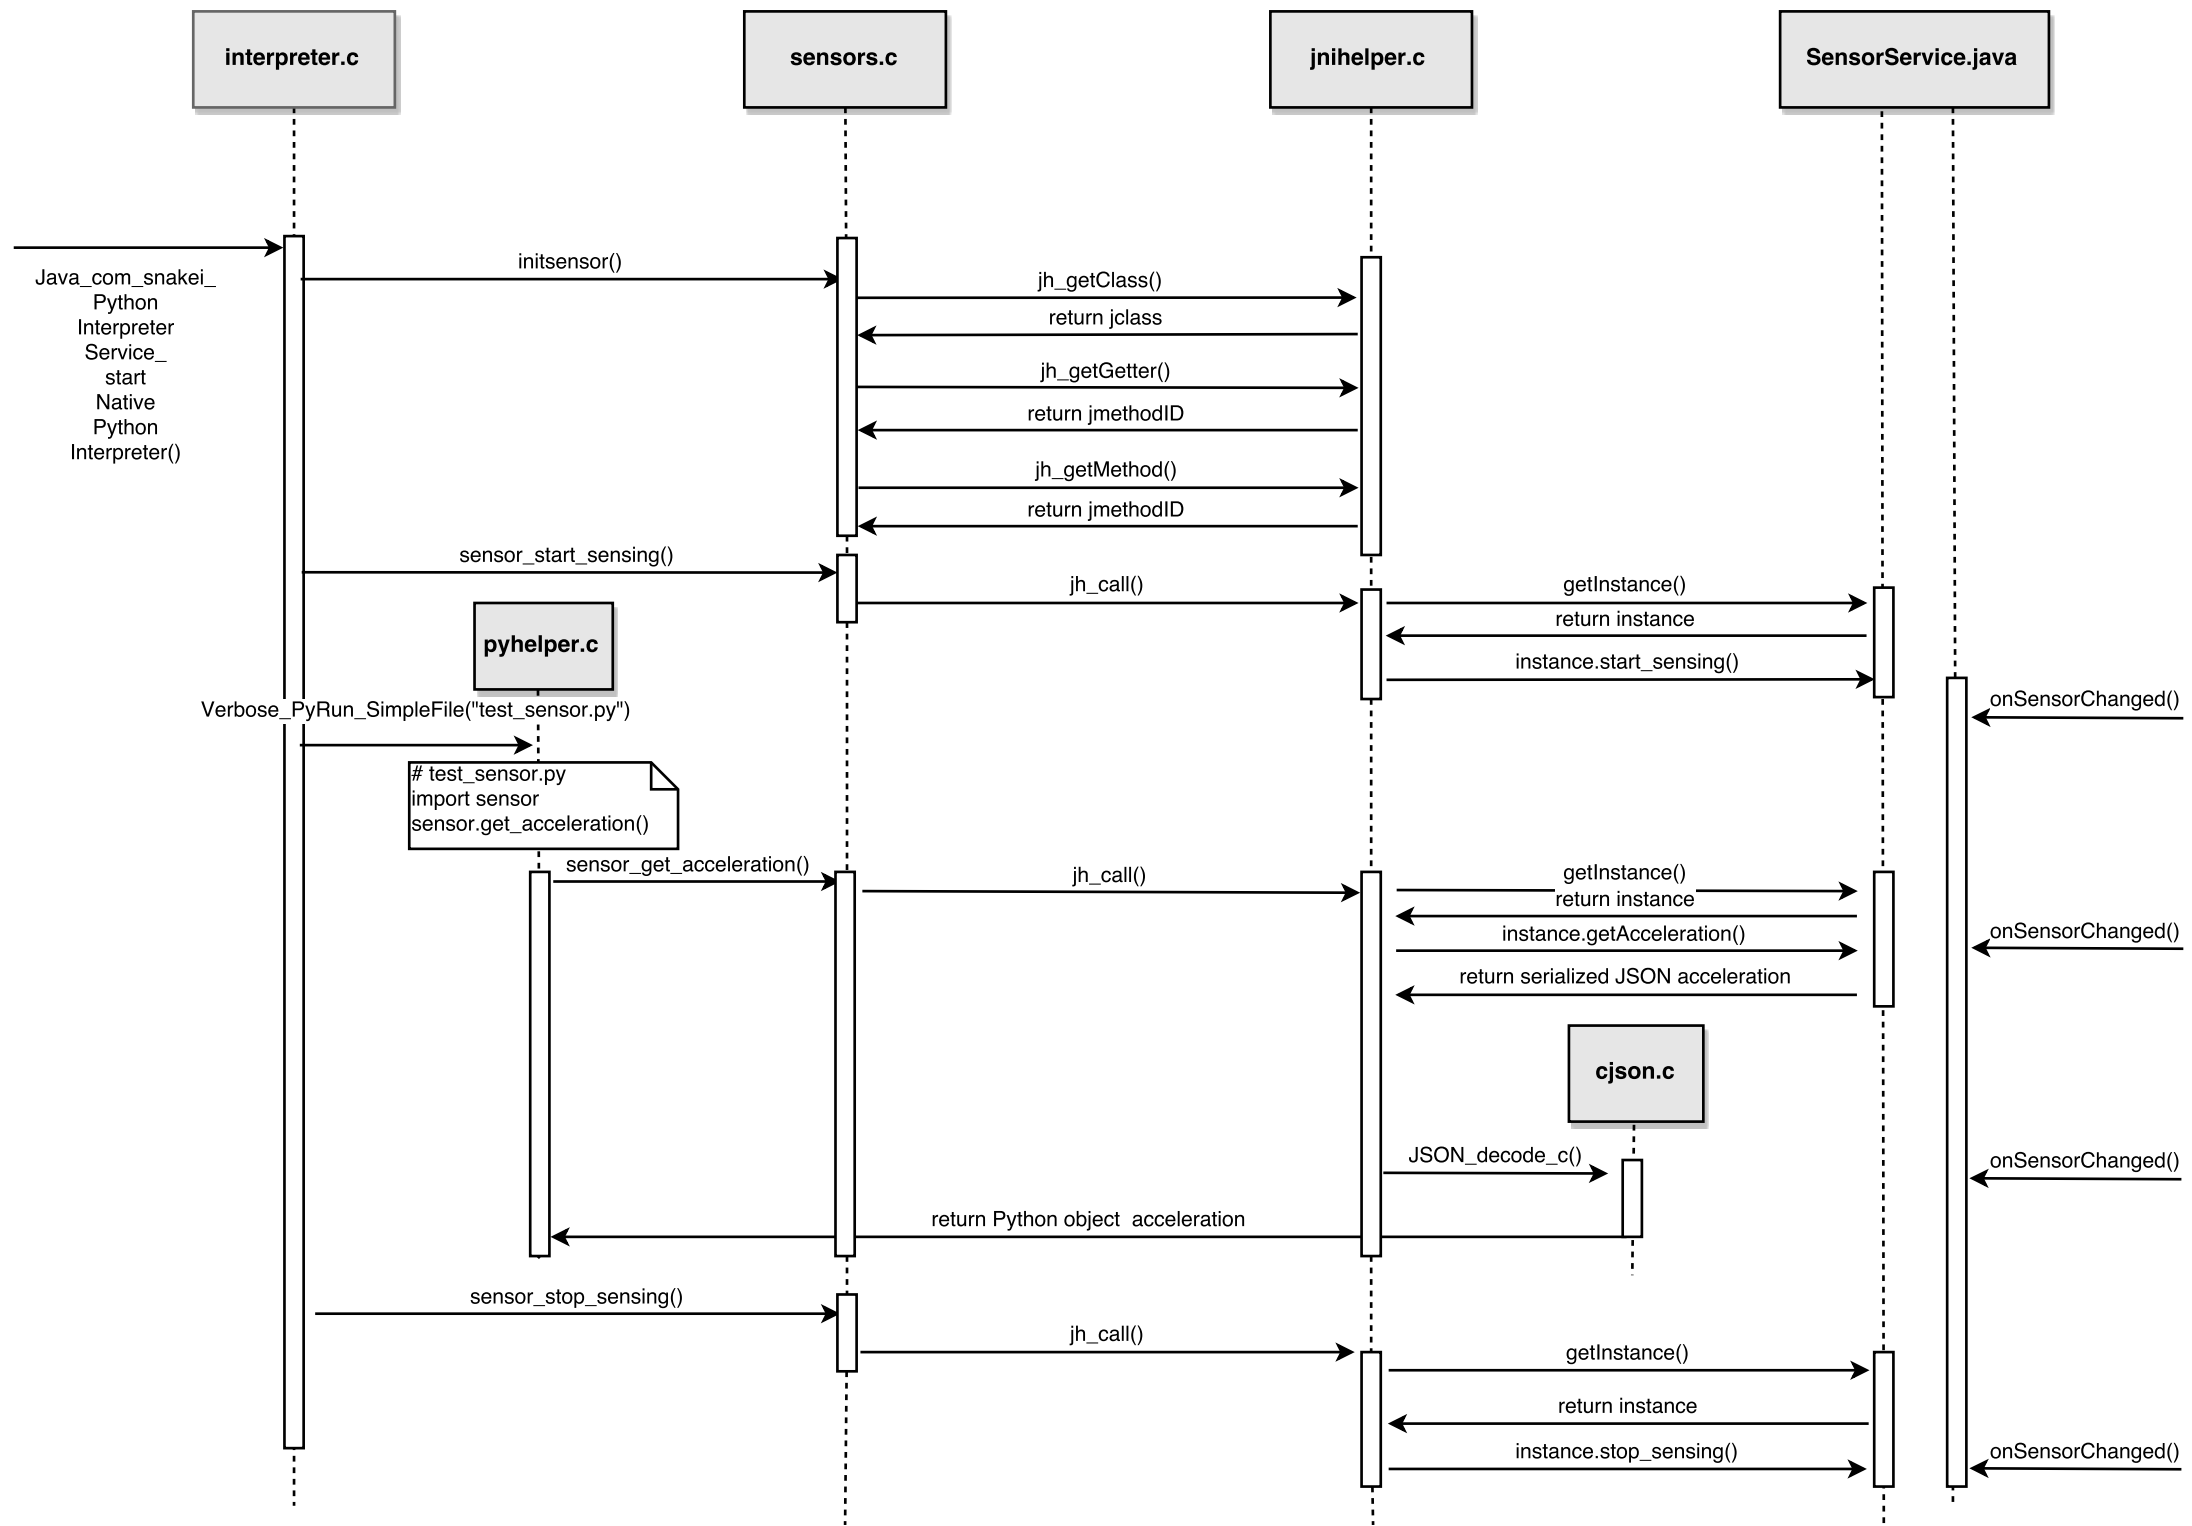 interpreter.c
sensors.c
jnihelper.c
SensorService.java
Java_com_snakei_
Python
Interpreter
Service_
start
Native
Python
Interpreter()
initsensor()
jh_getClass()
return jclass
jh_getGetter()
return jmethodID
jh_getMethod()
return jmethodID
sensor_start_sensing()
jh_call()
getInstance()
return instance
instance.start_sensing()
pyhelper.c
onSensorChanged()
Verbose_PyRun_SimpleFile("test_sensor.py")
# test_sensor.py
import sensor
sensor.get_acceleration()
sensor_get_acceleration()
jh_call()
getInstance()
return instance
instance.getAcceleration()
onSensorChanged()
return serialized JSON acceleration
cjson.c
JSON_decode_c()
onSensorChanged()
return Python object  acceleration
sensor_stop_sensing()
jh_call()
getInstance()
return instance
instance.stop_sensing()
onSensorChanged()